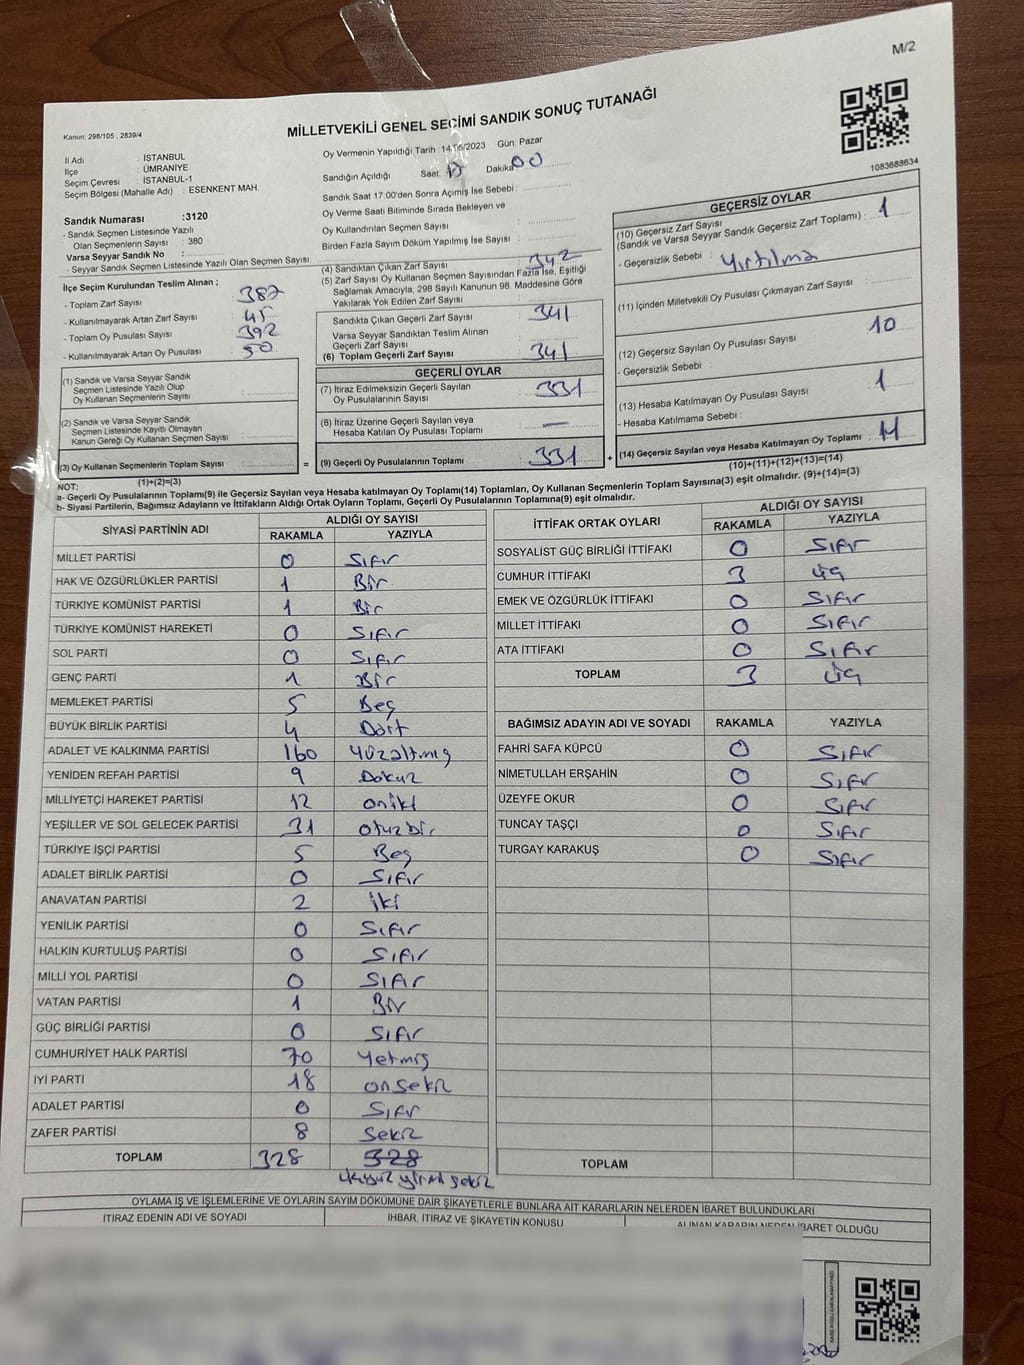 M/2
Kanun: 298/105 , 2839/4
MİLLETVEKİLİ GENEL SEÇİMİ SANDIK SONUÇ TUTANAĞI
1083688634
İl Adı : İSTANBUL
İlçe : ÜMRANİYE
Seçim Çevresi : İSTANBUL-1
Seçim Bölgesi (Mahalle Adı) : ESENKENT MAH.
Sandık Numarası :3120
- Sandık Seçmen Listesinde Yazılı
Olan Seçmenlerin Sayısı : 380
Varsa Seyyar Sandık No :
- Seyyar Sandık Seçmen Listesinde Yazılı Olan Seçmen Sayısı
İlçe Seçim Kurulundan Teslim Alınan ;
- Toplam Zarf Sayısı : 387
- Kullanılmayarak Artan Zarf Sayısı : 45
- Toplam Oy Pusulası Sayısı : 392
- Kullanılmayarak Artan Oy Pusulası : 50
(1) Sandık ve Varsa Seyyar Sandık
Seçmen Listesinde Yazılı Olup
Oy Kullanan Seçmenlerin Sayısı :
(2) Sandık ve Varsa Seyyar Sandık
Seçmen Listesinde Kayıtlı Olmayan
Kanun Gereği Oy Kullanan Seçmen Sayısı :
(3) Oy Kullanan Seçmenlerin Toplam Sayısı :
(1)+(2)=(3)
Oy Vermenin Yapıldığı Tarih : 14/05/2023 Gün: Pazar
Sandığın Açıldığı Saat Dakika 00
Sandık Saat 17:00'den Sonra Açılmış İse Sebebi :
Oy Verme Saati Bitiminde Sırada Bekleyen ve
Oy Kullandırılan Seçmen Sayısı :
Birden Fazla Sayım Döküm Yapılmış İse Sayısı :
(4) Sandıktan Çıkan Zarf Sayısı : 342
(5) Zarf Sayısı Oy Kullanan Seçmen Sayısından Fazla İse, Eşitliği
Sağlamak Amacıyla; 298 Sayılı Kanunun 98. Maddesine Göre
Yakılarak Yok Edilen Zarf Sayısı :
Sandıkta Çıkan Geçerli Zarf Sayısı : 341
Varsa Seyyar Sandıktan Teslim Alınan
Geçerli Zarf Sayısı :
(6) Toplam Geçerli Zarf Sayısı : 341
GEÇERLİ OYLAR
(7) İtiraz Edilmeksizin Geçerli Sayılan
Oy Pusulalarının Sayısı : 331
(8) İtiraz Üzerine Geçerli Sayılan veya
Hesaba Katılan Oy Pusulası Toplamı : —
= (9) Geçerli Oy Pusulalarının Toplamı : 331 +
GEÇERSİZ OYLAR
(10) Geçersiz Zarf Sayısı
(Sandık ve Varsa Seyyar Sandık Geçersiz Zarf Toplamı) : 1
- Geçersizlik Sebebi : Yırtılma
(11) İçinden Milletvekili Oy Pusulası Çıkmayan Zarf Sayısı :
(12) Geçersiz Sayılan Oy Pusulası Sayısı : 10
- Geçersizlik Sebebi :
(13) Hesaba Katılmayan Oy Pusulası Sayısı : 1
- Hesaba Katılmama Sebebi :
(14) Geçersiz Sayılan veya Hesaba Katılmayan Oy Toplamı : 11
(10)+(11)+(12)+(13)=(14)
NOT:
a- Geçerli Oy Pusulalarının Toplamı(9) ile Geçersiz Sayılan veya Hesaba katılmayan Oy Toplamı(14) Toplamları, Oy Kullanan Seçmenlerin Toplam Sayısına(3) eşit olmalıdır. (9)+(14)=(3)
b- Siyasi Partilerin, Bağımsız Adayların ve İttifakların Aldığı Ortak Oyların Toplamı, Geçerli Oy Pusulalarının Toplamına(9) eşit olmalıdır.
SİYASİ PARTİNİN ADI ALDIĞI OY SAYISI
RAKAMLA YAZIYLA
MİLLET PARTİSİ 0 Sıfır
HAK VE ÖZGÜRLÜKLER PARTİSİ 1 Bir
TÜRKİYE KOMÜNİST PARTİSİ 1 Bir
TÜRKİYE KOMÜNİST HAREKETİ 0 Sıfır
SOL PARTİ 0 Sıfır
GENÇ PARTİ 1 Bir
MEMLEKET PARTİSİ 5 Beş
BÜYÜK BİRLİK PARTİSİ 4 Dört
ADALET VE KALKINMA PARTİSİ 160 Yüzaltmış
YENİDEN REFAH PARTİSİ 9 Dokuz
MİLLİYETÇİ HAREKET PARTİSİ 12 oniki
YEŞİLLER VE SOL GELECEK PARTİSİ 31 otuzbir
TÜRKİYE İŞÇİ PARTİSİ 5 Beş
ADALET BİRLİK PARTİSİ 0 Sıfır
ANAVATAN PARTİSİ 2 iki
YENİLİK PARTİSİ 0 Sıfır
HALKIN KURTULUŞ PARTİSİ 0 Sıfır
MİLLİ YOL PARTİSİ 0 Sıfır
VATAN PARTİSİ 1 Bir
GÜÇ BİRLİĞİ PARTİSİ 0 Sıfır
CUMHURİYET HALK PARTİSİ 70 Yetmiş
İYİ PARTİ 18 onsekiz
ADALET PARTİSİ 0 Sıfır
ZAFER PARTİSİ 8 Sekiz
TOPLAM 328 328
üçyüz yirmi sekiz
İTTİFAK ORTAK OYLARI ALDIĞI OY SAYISI
RAKAMLA YAZIYLA
SOSYALİST GÜÇ BİRLİĞİ İTTİFAKI 0 Sıfır
CUMHUR İTTİFAKI 3 üç
EMEK VE ÖZGÜRLÜK İTTİFAKI 0 Sıfır
MİLLET İTTİFAKI 0 Sıfır
ATA İTTİFAKI 0 Sıfır
TOPLAM 3 üç
BAĞIMSIZ ADAYIN ADI VE SOYADI RAKAMLA YAZIYLA
FAHRİ SAFA KÜPCÜ 0 Sıfır
NİMETULLAH ERŞAHİN 0 Sıfır
ÜZEYFE OKUR 0 Sıfır
TUNCAY TAŞÇI 0 Sıfır
TURGAY KARAKUŞ 0 Sıfır
TOPLAM
OYLAMA İŞ VE İŞLEMLERİNE VE OYLARIN SAYIM DÖKÜMÜNE DAİR ŞİKAYETLERLE BUNLARA AİT KARARLARIN NELERDEN İBARET BULUNDUKLARI
İTİRAZ EDENİN ADI VE SOYADI İHBAR, İTİRAZ VE ŞİKAYETİN KONUSU ALINAN KARARIN NEDEN İBARET OLDUĞU